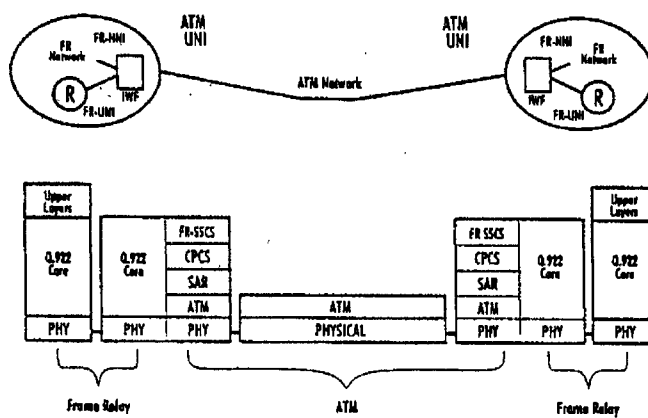 ATM
UNI
ATM
UNI
FR-NNI
FR
Network
R
IWF
FR-UNI
ATM Network
FR-NNI
FR
Network
IWF
R
FR-UNI
Upper
Layers
Q.922
Core
PHY
Q.922
Core
PHY
FR-SSCS
CPCS
SAR
ATM
PHY
ATM
PHYSICAL
FR SSCS
CPCS
SAR
ATM
PHY
Q.922
Core
PHY
Upper
Layers
Q.922
Core
PHY
Frame Relay
ATM
Frame Relay